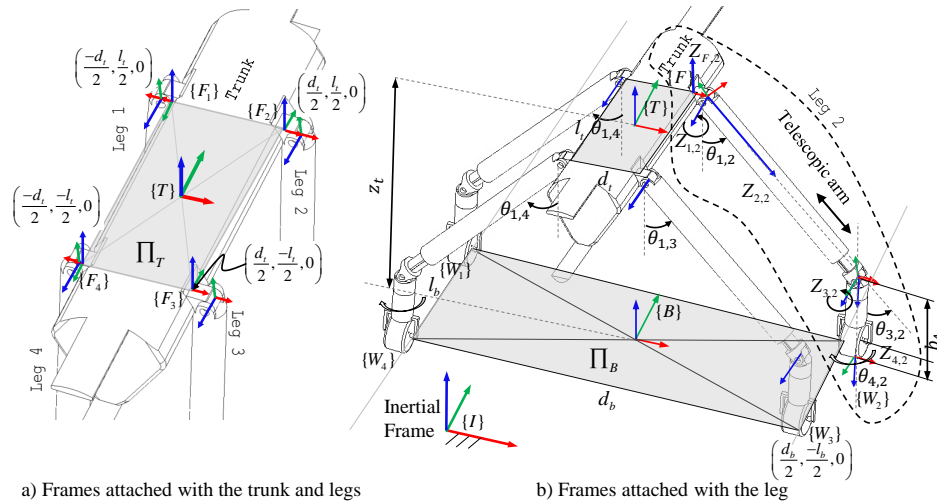 (-d_t/2, l_t/2, 0)
Trunk
{F_1}
(d_t/2, l_t/2, 0)
{F_2}
Leg 1
{T}
Leg 2
(-d_t/2, -l_t/2, 0)
Π_T
(d_t/2, -l_t/2, 0)
{F_4}
{F_3}
Leg 3
Leg 4
a) Frames attached with the trunk and legs
Trunk
Z_{F,2}
{F
{T}
Leg 2
z_t
l_t
θ_{1,4}
Z_{1,2}
θ_{1,2}
Telescopic arm
d_t
Z_{2,2}
θ_{1,4}
θ_{1,3}
{W_1}
l_b
Z_{3,2}
{B}
θ_{3,2}
{W_4}
Π_B
Z_{4,2}
θ_{4,2}
{W_2}
d_b
Inertial
Frame
{I}
{W_3}
(d_b/2, -l_b/2, 0)
b) Frames attached with the leg